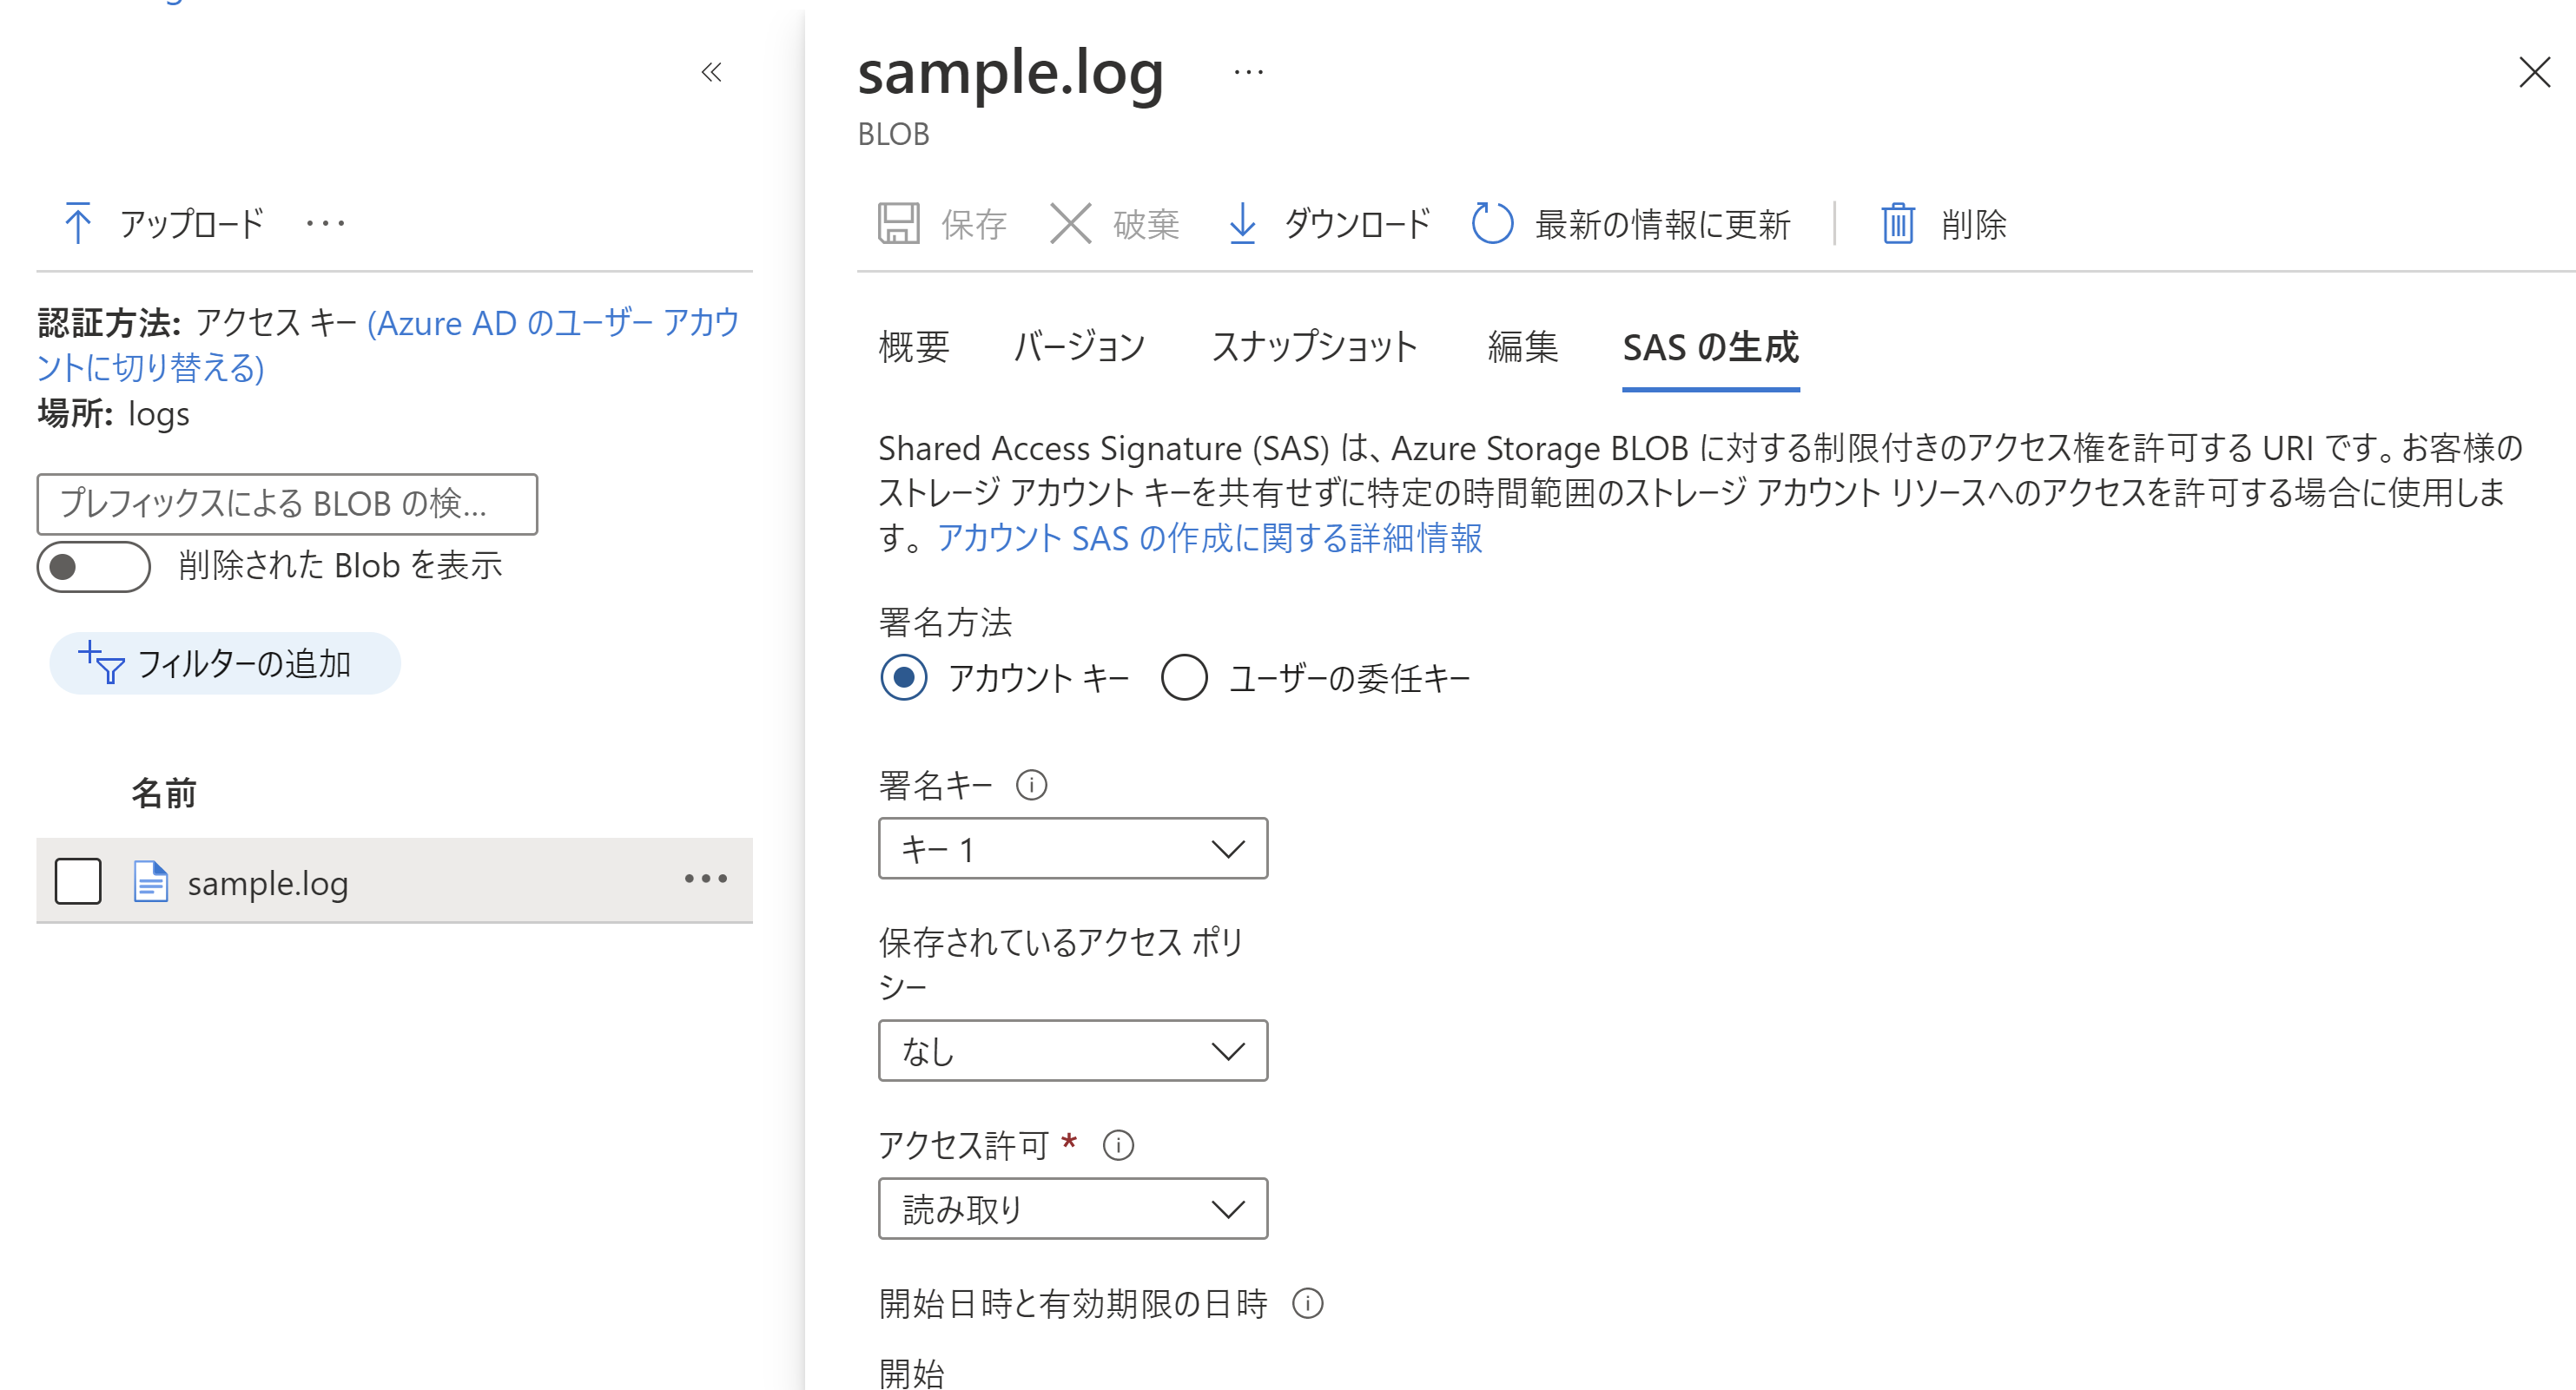 «
アップロード ...
認証方法: アクセス キー (Azure AD のユーザー アカウ
ントに切り替える)
場所: logs
プレフィックスによる BLOB の検...
削除された Blob を表示
フィルターの追加
名前
sample.log ...
sample.log ...
BLOB
保存 破棄 ダウンロード 最新の情報に更新 削除
概要 バージョン スナップショット 編集 SAS の生成
Shared Access Signature (SAS) は、Azure Storage BLOB に対する制限付きのアクセス権を許可する URI です。お客様の
ストレージ アカウント キーを共有せずに特定の時間範囲のストレージ アカウント リソースへのアクセスを許可する場合に使用しま
す。 アカウント SAS の作成に関する詳細情報
署名方法
アカウント キー ユーザーの委任キー
署名キー
キー 1
保存されているアクセス ポリ
シー
なし
アクセス許可 *
読み取り
開始日時と有効期限の日時
開始